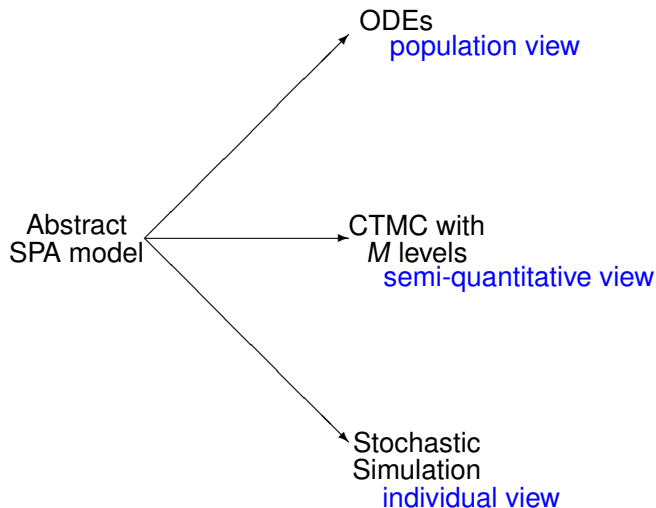 ODEs
population view
Abstract
SPA model
CTMC with
M levels
semi-quantitative view
Stochastic
Simulation
individual view